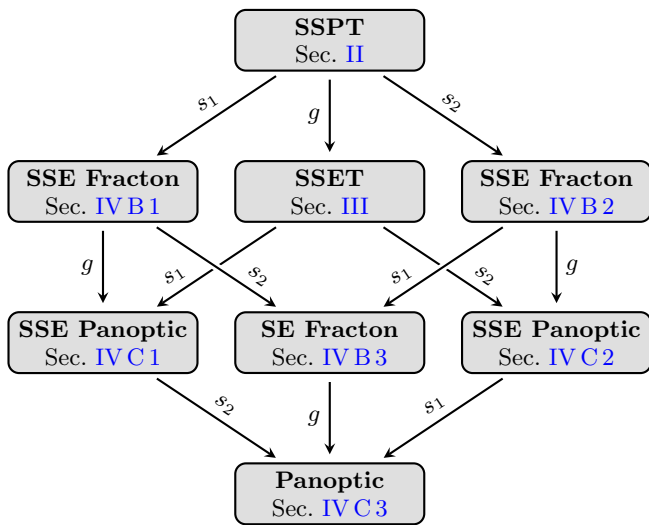 SSPT
Sec. II
s₁
g
s₂
SSE Fracton
Sec. IV B 1
SSET
Sec. III
SSE Fracton
Sec. IV B 2
g
s₁
s₂
s₁
s₂
g
SSE Panoptic
Sec. IV C 1
SE Fracton
Sec. IV B 3
SSE Panoptic
Sec. IV C 2
s₂
g
s₁
Panoptic
Sec. IV C 3